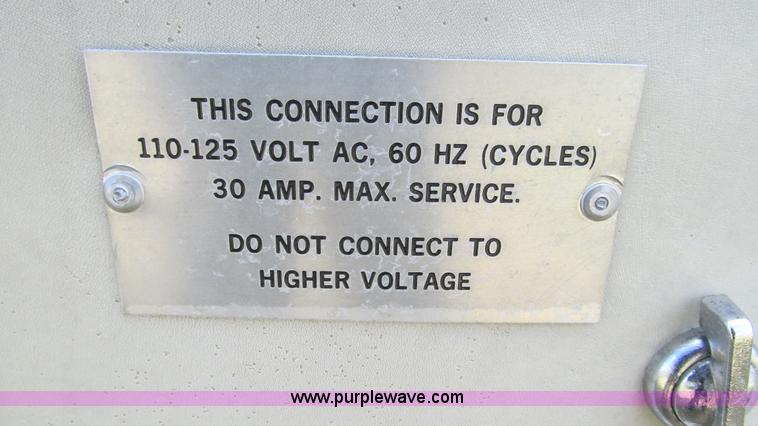 THIS CONNECTION IS FOR
110-125 VOLT AC, 60 HZ (CYCLES)
30 AMP. MAX. SERVICE.
DO NOT CONNECT TO
HIGHER VOLTAGE
www.purplewave.com